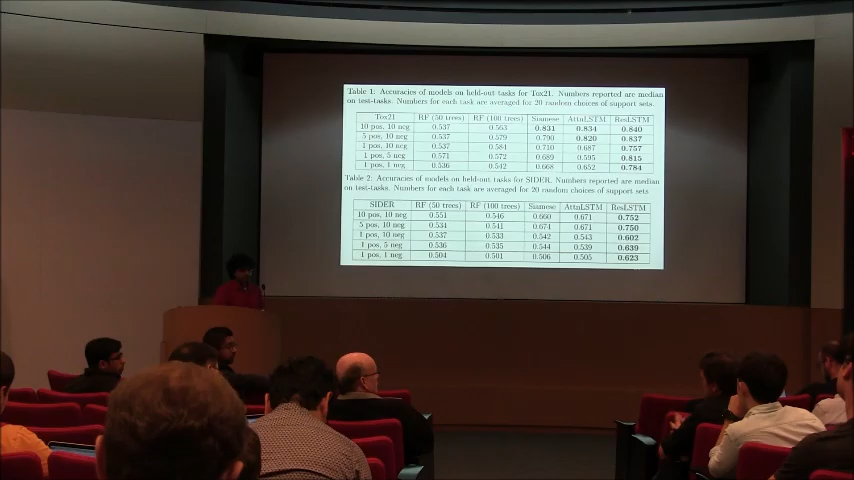 Table 1: Accuracies of models on held-out tasks for Tox21. Numbers reported are median
on test-tasks. Numbers for each task are averaged for 20 random choices of support sets.
Tox21 RF (50 trees) RF (100 trees) Siamese AttnLSTM ResLSTM
10 pos, 10 neg 0.537 0.563 0.831 0.834 0.840
5 pos, 10 neg 0.537 0.579 0.790 0.820 0.837
1 pos, 10 neg 0.537 0.584 0.710 0.687 0.757
1 pos, 5 neg 0.571 0.572 0.689 0.595 0.815
1 pos, 1 neg 0.536 0.542 0.668 0.652 0.784
Table 2: Accuracies of models on held-out tasks for SIDER. Numbers reported are median
on test-tasks. Numbers for each task are averaged for 20 random choices of support sets
SIDER RF (50 trees) RF (100 trees) Siamese AttnLSTM ResLSTM
10 pos, 10 neg 0.551 0.546 0.660 0.671 0.752
5 pos, 10 neg 0.534 0.541 0.674 0.671 0.750
1 pos, 10 neg 0.537 0.533 0.542 0.543 0.602
1 pos, 5 neg 0.536 0.535 0.544 0.539 0.639
1 pos, 1 neg 0.504 0.501 0.506 0.505 0.623